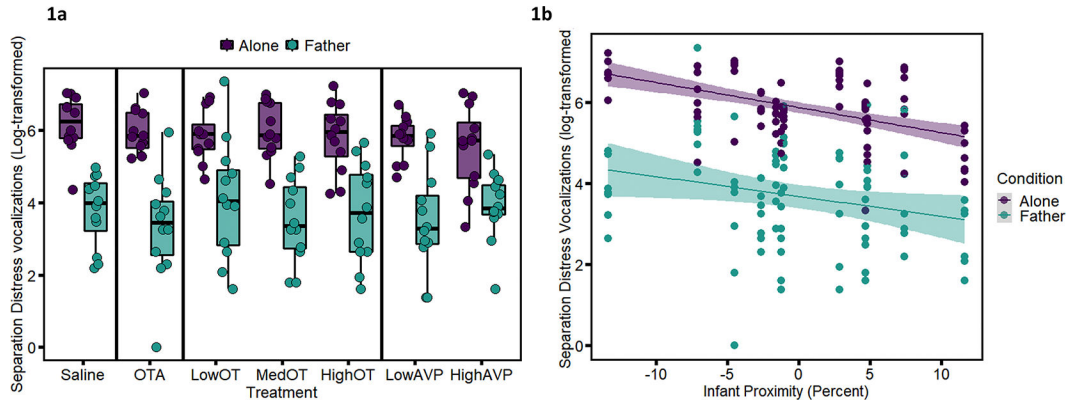 1a
Alone Father
Separation Distress vocalizations (Log-transformed)
6
4
2
0
Saline OTA LowOT MedOT HighOT LowAVP HighAVP
Treatment
1b
Separation Distress Vocalizations (log-transformed)
6
4
2
0
-10 -5 0 5 10
Infant Proximity (Percent)
Condition
Alone
Father